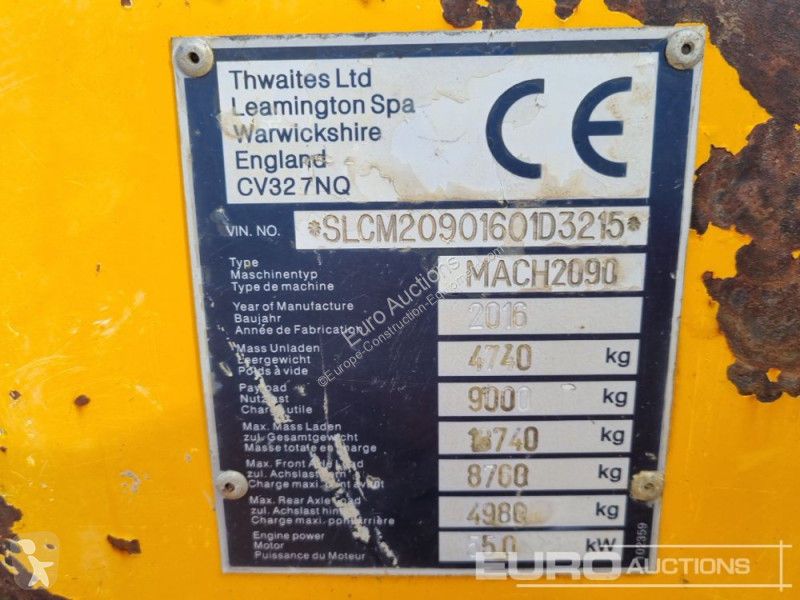 Thwaites Ltd
Leamington Spa
Warwickshire
England
CV32 7NQ
CE
VIN. NO. *SLCM20901601D3215*
Type
Maschinentyp
Type de machine
MACH2090
Year of Manufacture
Baujahr
Année de Fabrication
2016
Mass Unladen
Leergewicht
Poids à vide
4740 kg
Payload
Nutzlast
Charge utile
9000 kg
Max. Mass Laden
zul. Gesamtgewicht
Masse totale en charge
13740 kg
Max. Front Axle Load
zul. Achslast
Charge maxi. point avant
8760 kg
Max. Rear Axle Load
zul. Achslast
Charge maxi. arrière
4980 kg
Engine power
Motor
Puissance du Moteur
kW
02359
Euro Auctions
©Europe-Construction-Equipment.com
EURO AUCTIONS